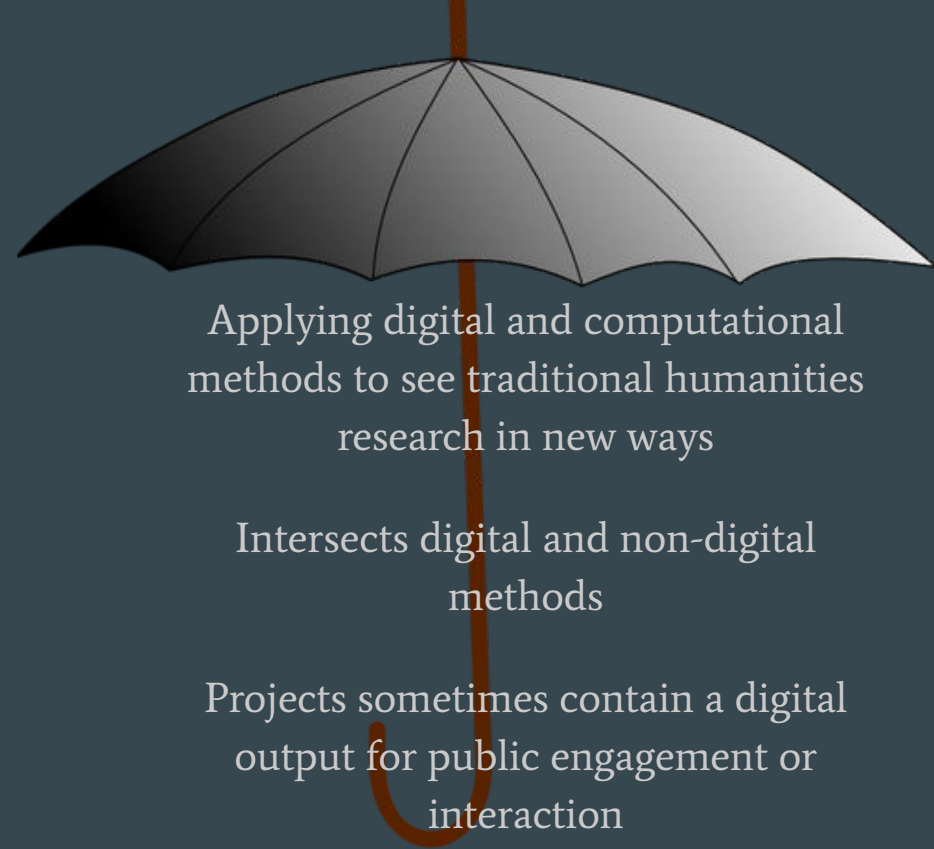 Applying digital and computational
methods to see traditional humanities
research in new ways
Intersects digital and non-digital
methods
Projects sometimes contain a digital
output for public engagement or
interaction